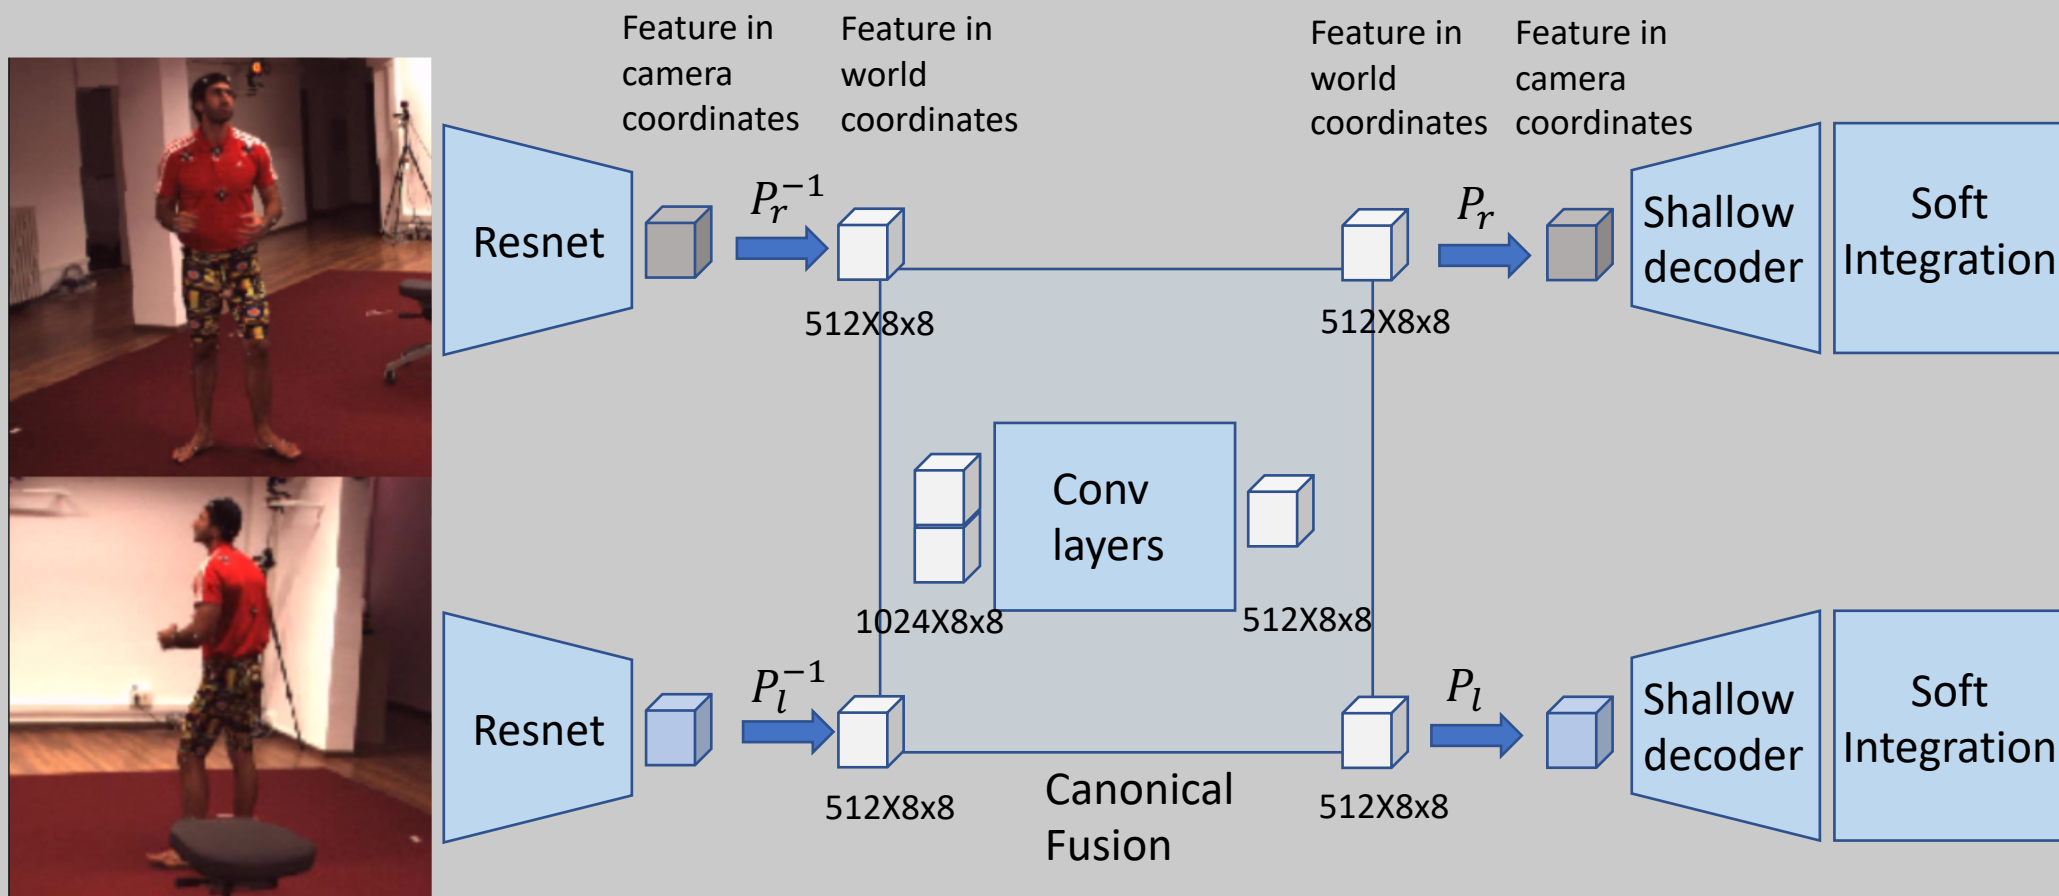 Feature in
camera
coordinates
Feature in
world
coordinates
Feature in
world
coordinates
Feature in
camera
coordinates
Resnet
P_r^{-1}
512X8x8
512X8x8
P_r
Shallow
decoder
Soft
Integration
Conv
layers
1024X8x8
512X8x8
Resnet
P_l^{-1}
512X8x8
Canonical
Fusion
512X8x8
P_l
Shallow
decoder
Soft
Integration